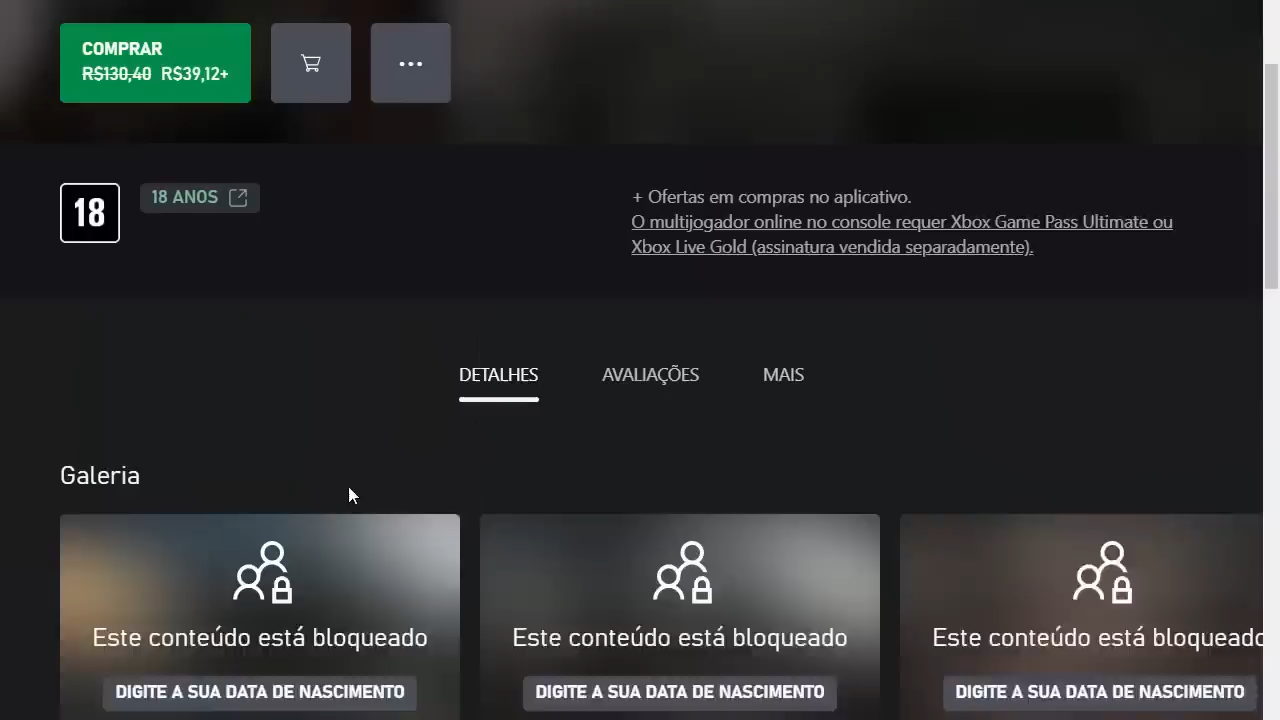 COMPRAR
R$130,40 R$39,12+
18
18 ANOS
+ Ofertas em compras no aplicativo.
O multijogador online no console requer Xbox Game Pass Ultimate ou
Xbox Live Gold (assinatura vendida separadamente).
DETALHES AVALIAÇÕES MAIS
Galeria
Este conteúdo está bloqueado Este conteúdo está bloqueado Este conteúdo está bloqueado
DIGITE A SUA DATA DE NASCIMENTO DIGITE A SUA DATA DE NASCIMENTO DIGITE A SUA DATA DE NASCIMENTO